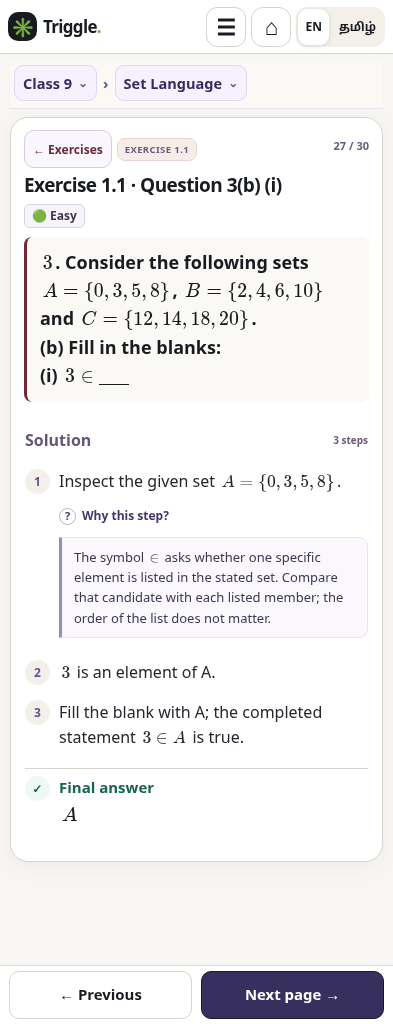 Triggle.
☰ ⌂ EN தமிழ்
Class 9 ⌄ › Set Language ⌄
← Exercises EXERCISE 1.1 27 / 30
Exercise 1.1 · Question 3(b) (i)
🟢 Easy
3. Consider the following sets
A = {0, 3, 5, 8}, B = {2, 4, 6, 10}
and C = {12, 14, 18, 20}.
(b) Fill in the blanks:
(i) 3 ∈ ___
Solution 3 steps
1 Inspect the given set A = {0, 3, 5, 8}.
? Why this step?
The symbol ∈ asks whether one specific
element is listed in the stated set. Compare
that candidate with each listed member; the
order of the list does not matter.
2 3 is an element of A.
3 Fill the blank with A; the completed
statement 3 ∈ A is true.
✓ Final answer
A
← Previous Next page →